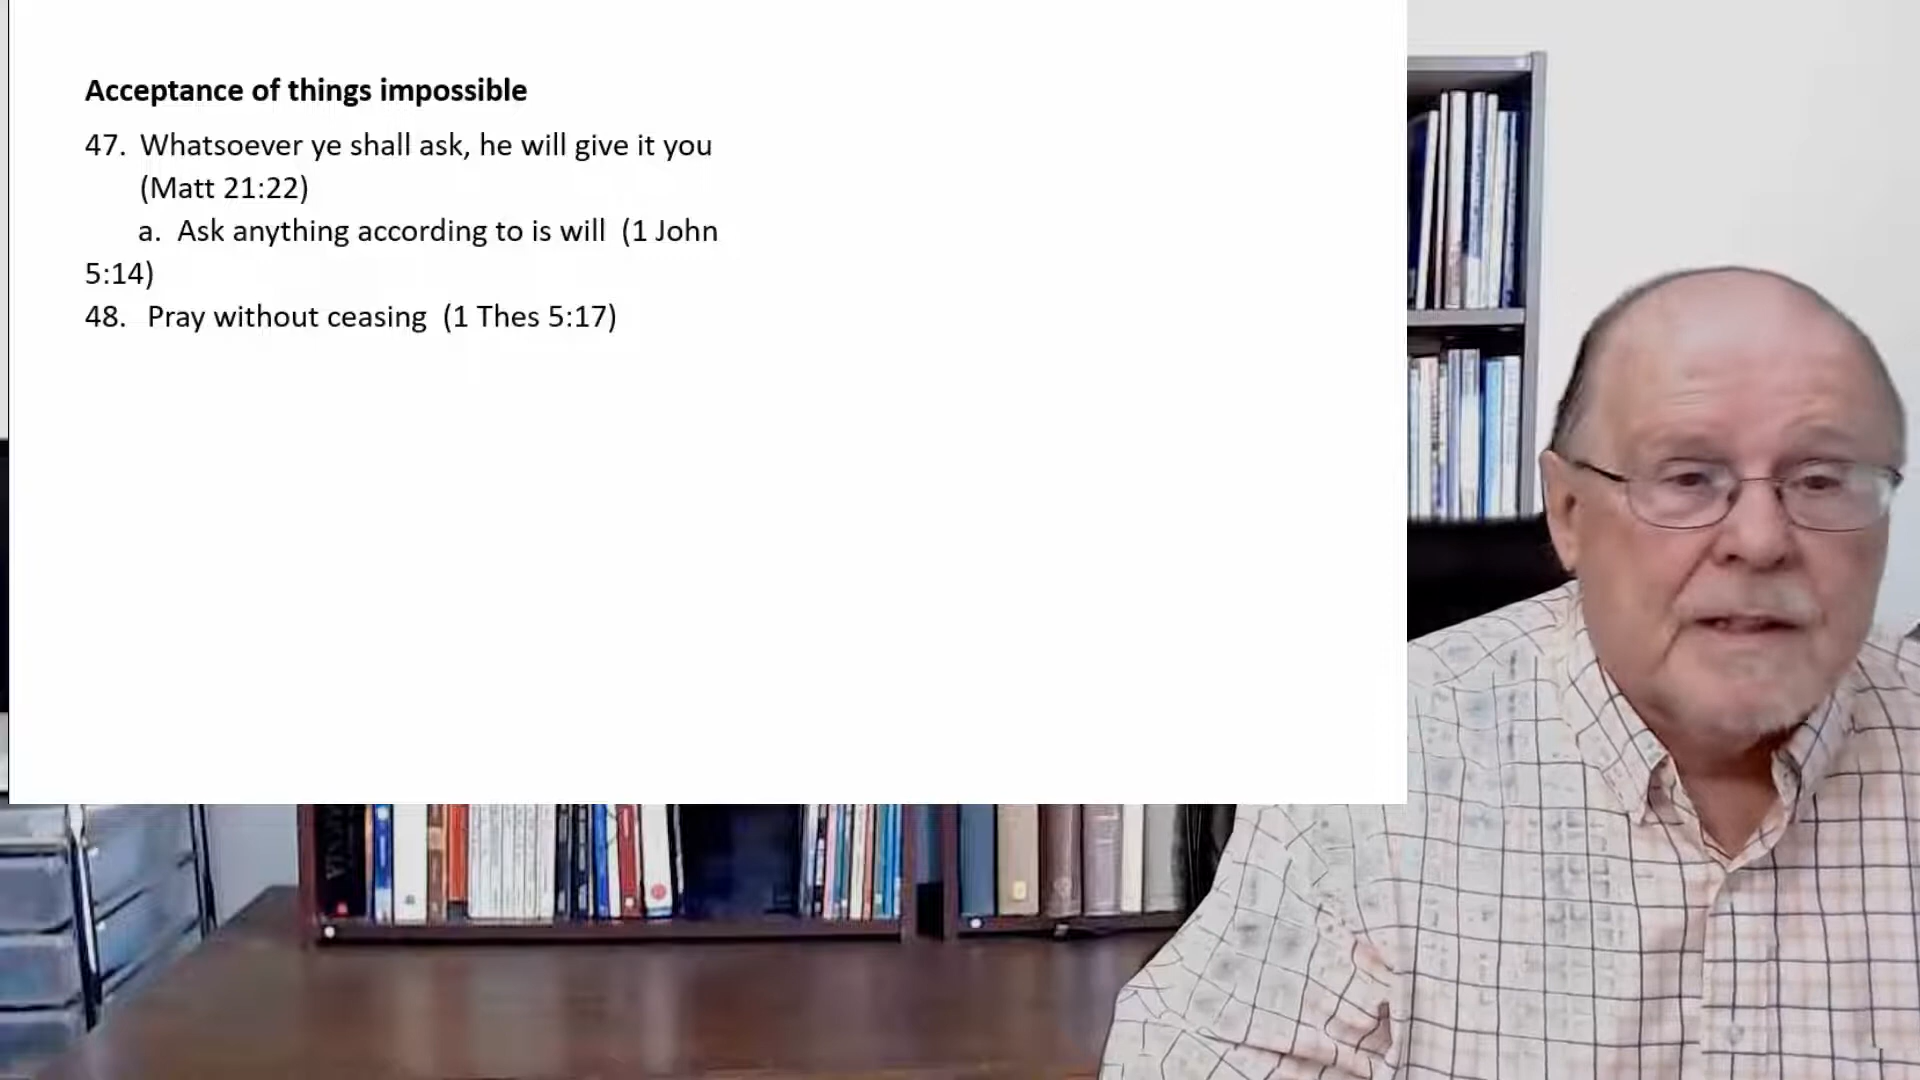 Acceptance of things impossible
47. Whatsoever ye shall ask, he will give it you
(Matt 21:22)
a. Ask anything according to is will (1 John
5:14)
48. Pray without ceasing (1 Thes 5:17)